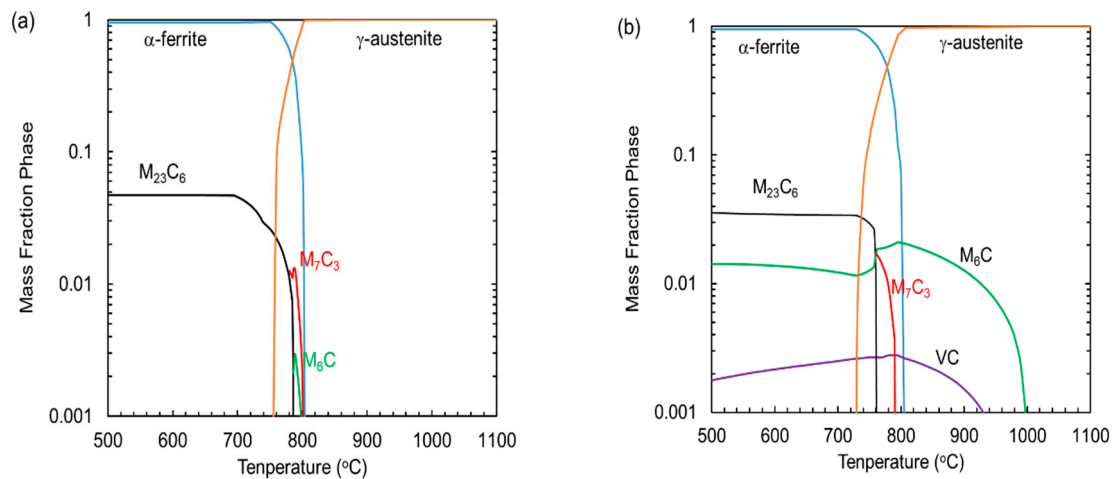 (a)
Mass Fraction Phase
1
0.1
0.01
0.001
α-ferrite
γ-austenite
M23C6
M7C3
M6C
500 600 700 800 900 1000 1100
Tenperature (oC)
(b)
Mass Fraction Phase
1
0.1
0.01
0.001
α-ferrite
γ-austenite
M23C6
M6C
M7C3
VC
500 600 700 800 900 1000 1100
Tenperature (oC)